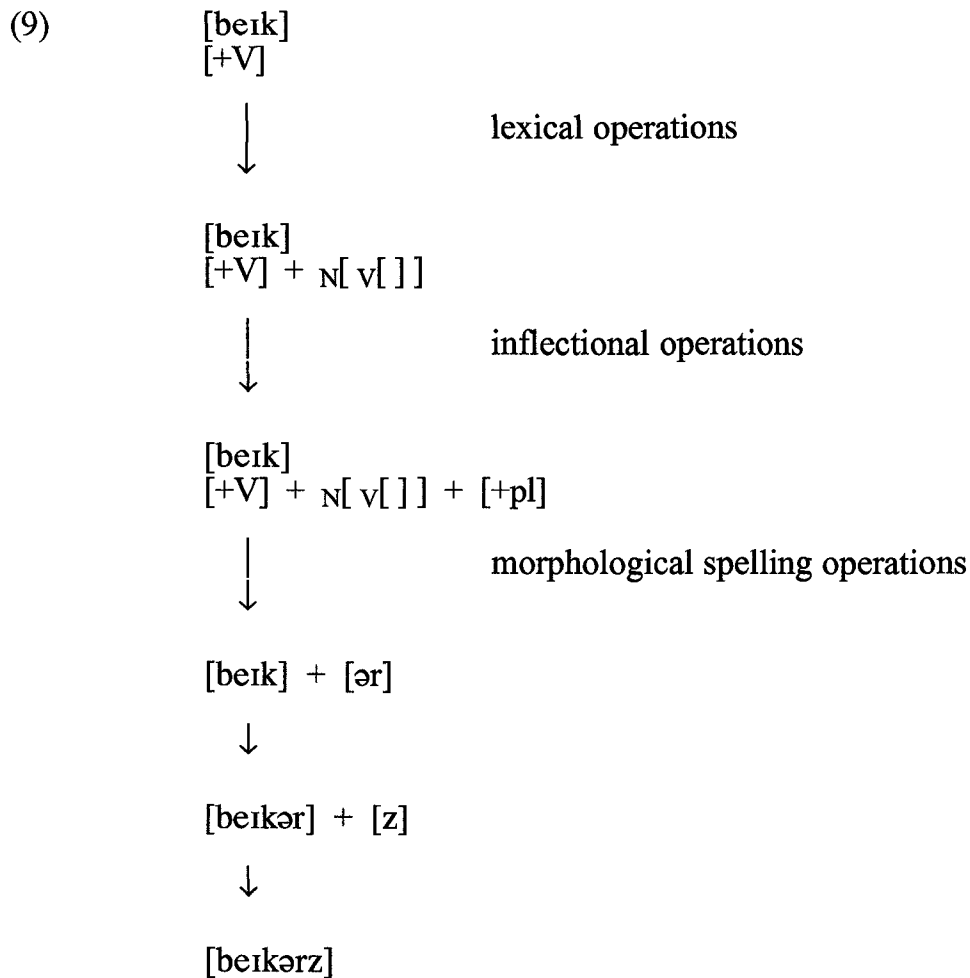 (9) [beɪk]
[+V]
↓ lexical operations
[beɪk]
[+V] + N[ V[ ] ]
↓ inflectional operations
[beɪk]
[+V] + N[ V[ ] ] + [+pl]
↓ morphological spelling operations
[beɪk] + [ər]
↓
[beɪkər] + [z]
↓
[beɪkərz]